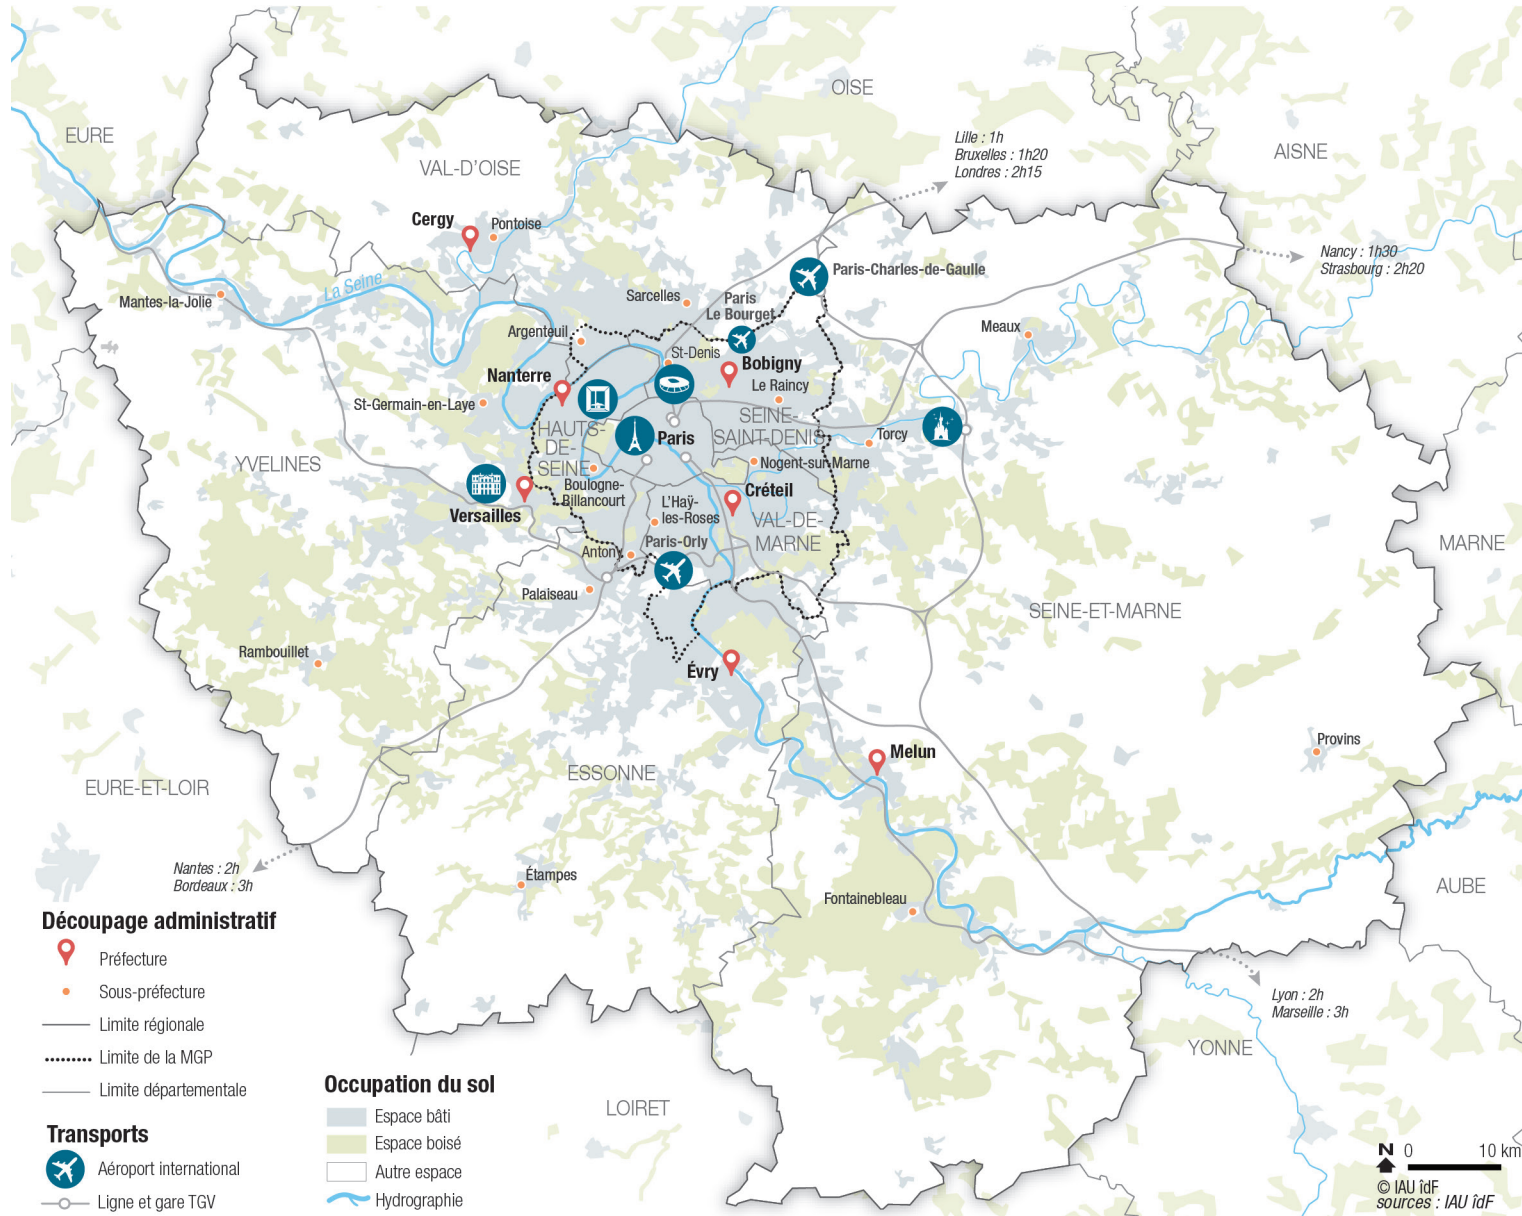 OISE
EURE
Lille : 1h
Bruxelles : 1h20
Londres : 2h15
AISNE
VAL-D'OISE
Cergy
Pontoise
Nancy : 1h30
Strasbourg : 2h20
Paris-Charles-de-Gaulle
La Seine
Mantes-la-Jolie
Sarcelles
Paris
Le Bourget
Argenteuil
Meaux
St-Denis
Bobigny
Nanterre
Le Raincy
St-Germain-en-Laye
SEINE-
SAINT-DENIS
HAUTS-
DE-
SEINE
Paris
Torcy
YVELINES
Nogent-sur-Marne
Boulogne-
Billancourt
Créteil
L'Haÿ-
les-Roses
Versailles
VAL-DE-
MARNE
Antony
Paris-Orly
MARNE
Palaiseau
SEINE-ET-MARNE
Rambouillet
Évry
Provins
Melun
ESSONNE
EURE-ET-LOIR
Nantes : 2h
Bordeaux : 3h
Étampes
Fontainebleau
AUBE
Lyon : 2h
Marseille : 3h
YONNE
LOIRET
Découpage administratif
Préfecture
Sous-préfecture
Limite régionale
Limite de la MGP
Limite départementale
Transports
Aéroport international
Ligne et gare TGV
Occupation du sol
Espace bâti
Espace boisé
Autre espace
Hydrographie
N 0 10 km
© IAU îdF
sources : IAU îdF